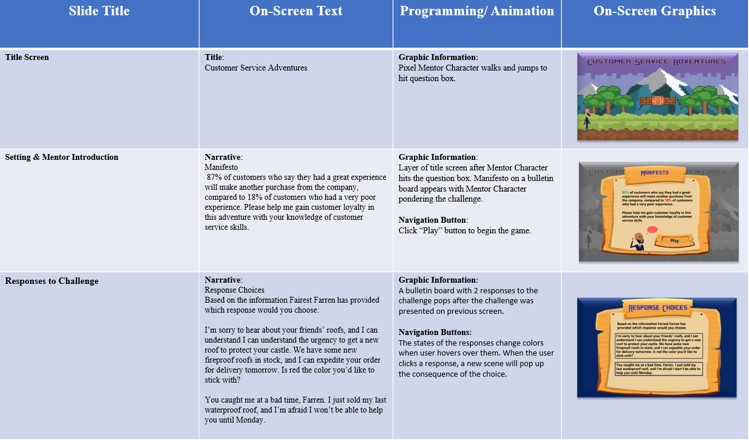 Slide Title
On-Screen Text
Programming/ Animation
On-Screen Graphics
Title Screen
Title:
Customer Service Adventures
Graphic Information:
Pixel Mentor Character walks and jumps to
hit question box.
CUSTOMER SERVICE ADVENTURES
Setting & Mentor Introduction
Narrative:
Manifesto
87% of customers who say they had a great experience
will make another purchase from the company,
compared to 18% of customers who had a very poor
experience. Please help me gain customer loyalty in
this adventure with your knowledge of customer
service skills.
Graphic Information:
Layer of title screen after Mentor Character
hits the question box. Manifesto on a bulletin
board appears with Mentor Character
pondering the challenge.
Navigation Button:
Click “Play” button to begin the game.
MANIFESTO
87% of customers who say they had a great
experience will make another purchase from
the company, compared to 18% of customers
who had a very poor experience.
Please help me gain customer loyalty in this
adventure with your knowledge of customer
service skills.
Play
Responses to Challenge
Narrative:
Response Choices
Based on the information Fairest Farren has provided
which response would you choose:
I’m sorry to hear about your friends’ roofs, and I can
understand I can understand the urgency to get a new
roof to protect your castle. We have some new
fireproof roofs in stock, and I can expedite your order
for delivery tomorrow. Is red the color you’d like to
stick with?
You caught me at a bad time, Farren. I just sold my last
waterproof roof, and I’m afraid I won’t be able to help
you until Monday.
Graphic Information:
A bulletin board with 2 responses to the
challenge pops after the challenge was
presented on previous screen.
Navigation Buttons:
The states of the responses change colors
when user hovers over them. When the user
clicks a response, a new scene will pop up
the consequence of the choice.
RESPONSE CHOICES
Based on the information Fairest Farren has
provided which response would you choose:
I'm sorry to hear about your friends' roofs, and I can
understand I can understand the urgency to get a
new roof to protect your castle. We have some new
fireproof roofs in stock, and I can expedite your order
for delivery tomorrow. Is red the color you'd like to
stick with?
You caught me at a bad time, Farren. I just sold my
last waterproof roof, and I'm afraid I won't be able to
help you until Monday.